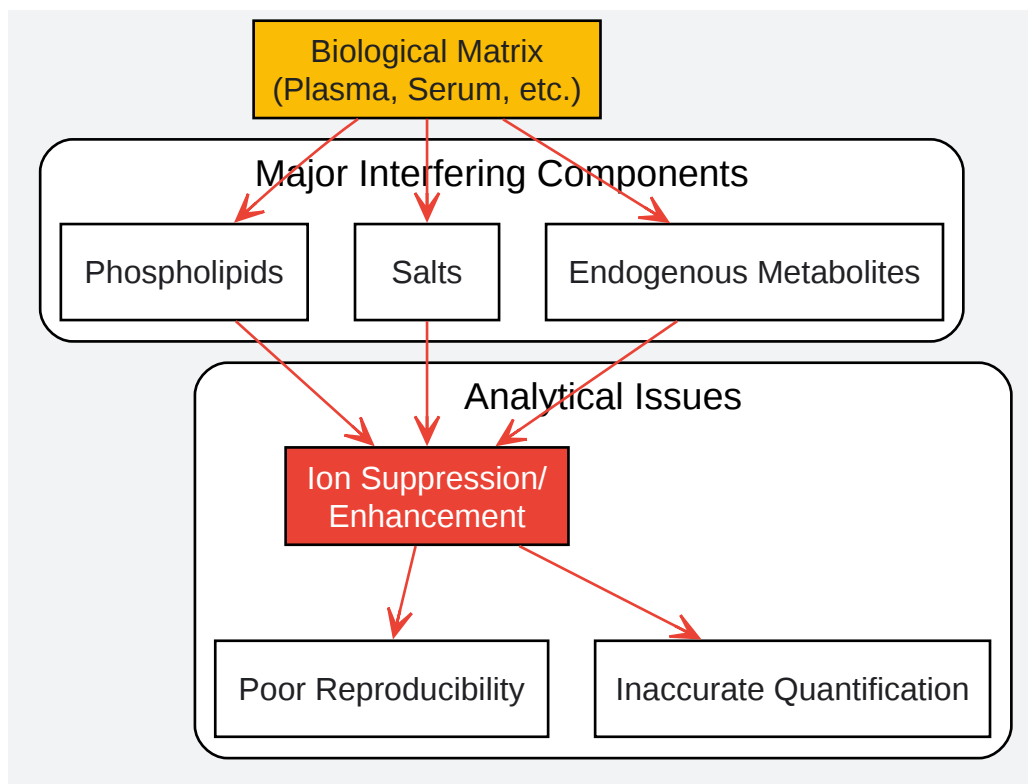 Biological Matrix
(Plasma, Serum, etc.)
Major Interfering Components
Phospholipids
Salts
Endogenous Metabolites
Analytical Issues
Ion Suppression/
Enhancement
Poor Reproducibility
Inaccurate Quantification